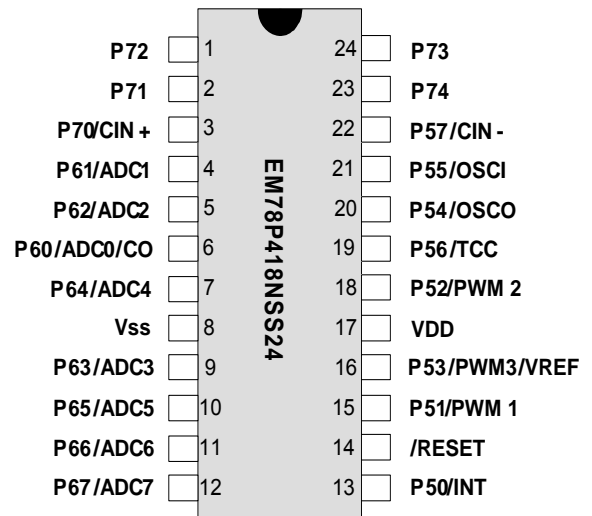 P72 1 24 P73
P71 2 23 P74
P70/CIN + 3 22 P57/CIN -
P61/ADC1 4 21 P55/OSCI
P62/ADC2 5 20 P54/OSCO
P60/ADC0/CO 6 19 P56/TCC
P64/ADC4 7 18 P52/PWM 2
Vss 8 17 VDD
P63/ADC3 9 16 P53/PWM3/VREF
P65/ADC5 10 15 P51/PWM 1
P66/ADC6 11 14 /RESET
P67/ADC7 12 13 P50/INT
EM78P418NSS24